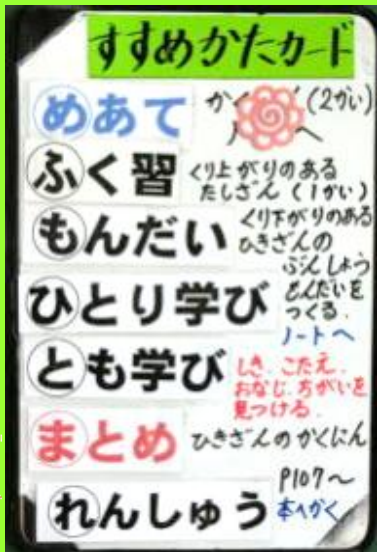 すすめかたカード
めあて
か (2かい)
へ
ふく習
くり上がりのある
たしざん(1かい)
もんだい
くり下がりのある
ひきざんの
ぶんしょう
もんだいを
つくる.
ひとり学び
ノートへ
とも学び
しき.こたえ.
おなじ.ちがいを
見つける.
まとめ
ひきざんのかくにん
れんしゅう
P107〜
本へかく